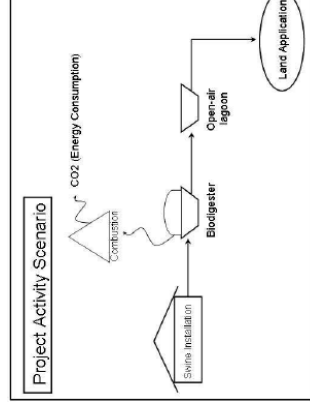 Project Activity Scenario
CO2 (Energy Consumption)
Combustion
Swine Installation
Biodigester
Open-air
lagoon
Land Application